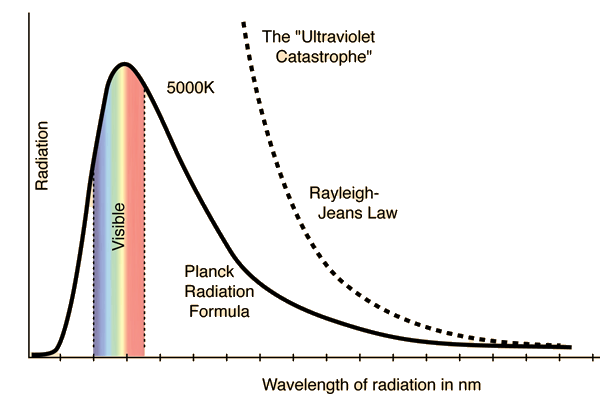 The "Ultraviolet
Catastrophe"
5000K
Radiation
Rayleigh-
Jeans Law
Visible
Planck
Radiation
Formula
Wavelength of radiation in nm